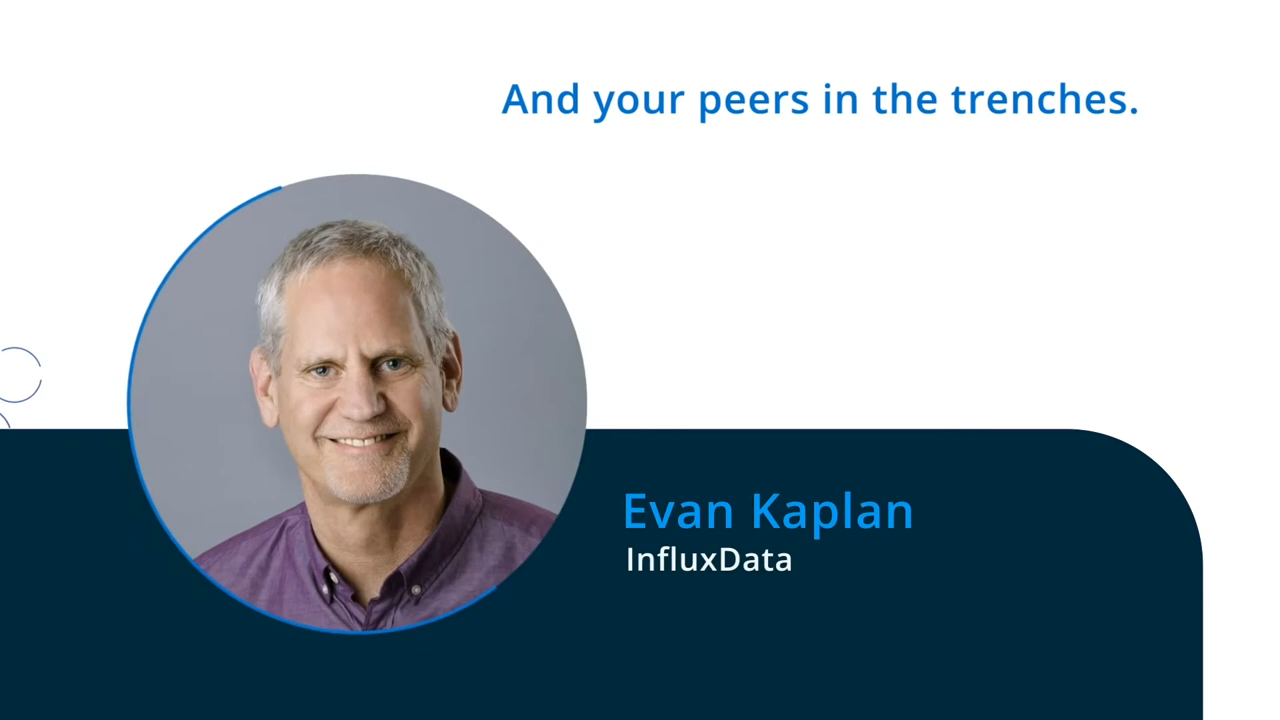 And your peers in the trenches.
Evan Kaplan
InfluxData